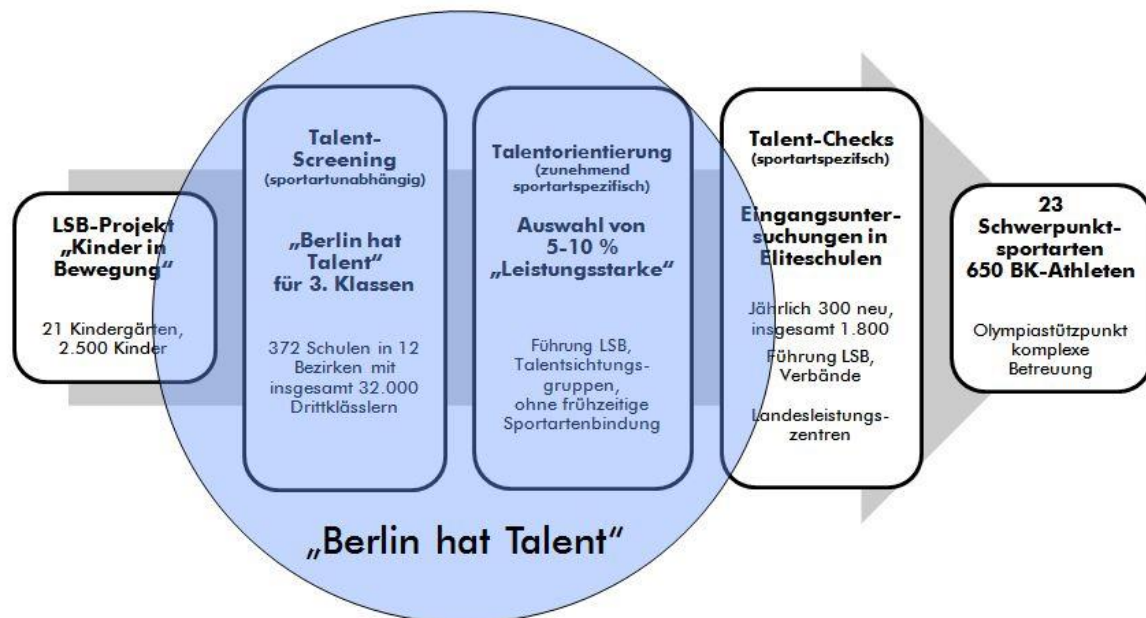 LSB-Projekt
„Kinder in
Bewegung“
21 Kindergärten,
2.500 Kinder
Talent-
Screening
(sportartunabhängig)
„Berlin hat
Talent“
für 3. Klassen
372 Schulen in 12
Bezirken mit
insgesamt 32.000
Drittklässlern
Talentorientierung
(zunehmend
sportartspezifisch)
Auswahl von
5-10 %
„Leistungsstarke“
Führung LSB,
Talentsichtungs-
gruppen,
ohne frühzeitige
Sportartenbindung
Talent-Checks
(sportartspezifsch)
Eingangsunter-
suchungen in
Eliteschulen
Jährlich 300 neu,
insgesamt 1.800
Führung LSB,
Verbände
Landesleistungs-
zentren
23
Schwerpunkt-
sportarten
650 BK-Athleten
Olympiastützpunkt
komplexe
Betreuung
„Berlin hat Talent“